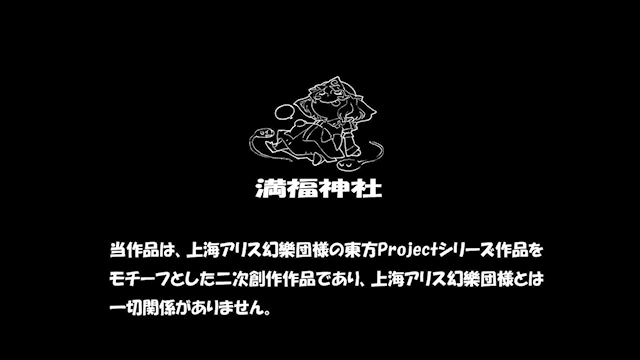 満福神社
当作品は、上海アリス幻樂団様の東方Projectシリーズ作品を
モチーフとした二次創作作品であり、上海アリス幻樂団様とは
一切関係がありません。